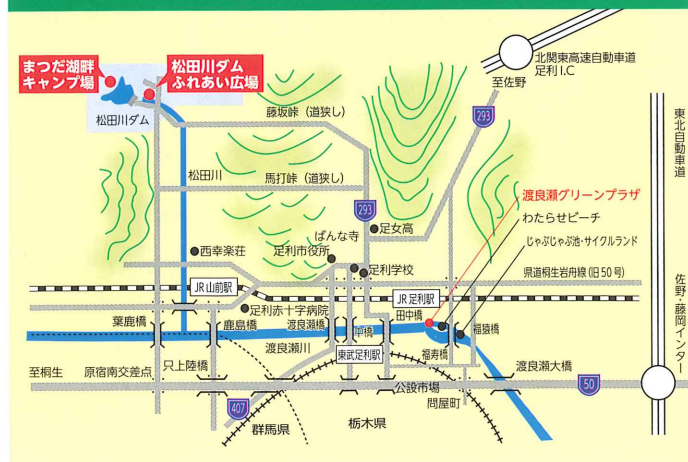 まつだ湖畔
キャンプ場
松田川ダム
ふれあい広場
松田川ダム
北関東高速自動車道
足利I.C
至佐野
293
藤坂峠（道狭し）
東北自動車道
松田川
馬打峠（道狭し）
渡良瀬グリーンプラザ
293
わたらせビーチ
足女高
じゃぶじゃぶ池・サイクルランド
ばんな寺
西幸楽荘
足利市役所
足利学校
県道桐生岩舟線(旧50号)
佐野・藤岡インター
JR山前駅
JR足利駅
足利赤十字病院
田中橋
葉鹿橋
鹿島橋
渡良瀬橋
中橋
福猿橋
渡良瀬川
東武足利駅
福寿橋
只上陸橋
渡良瀬大橋
至桐生
原宿南交差点
公設市場
50
問屋町
407
群馬県
栃木県